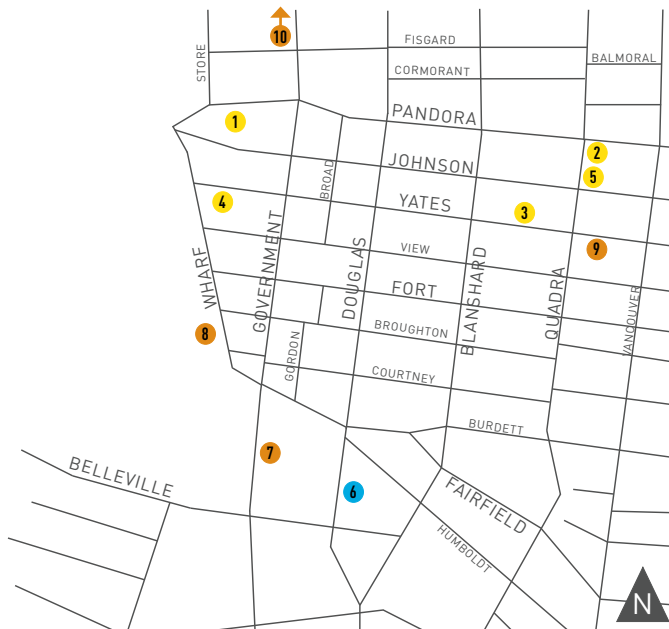 10
FISGARD
STORE
BALMORAL
CORMORANT
PANDORA
1
2
JOHNSON
5
BROAD
4
YATES
3
GOVERNMENT
VIEW
9
DOUGLAS
WHARF
FORT
BLANSHARD
QUADRA
VANCOUVER
8
BROUGHTON
GORDON
COURTNEY
BURDETT
7
BELLEVILLE
6
FAIRFIELD
HUMBOLDT
N